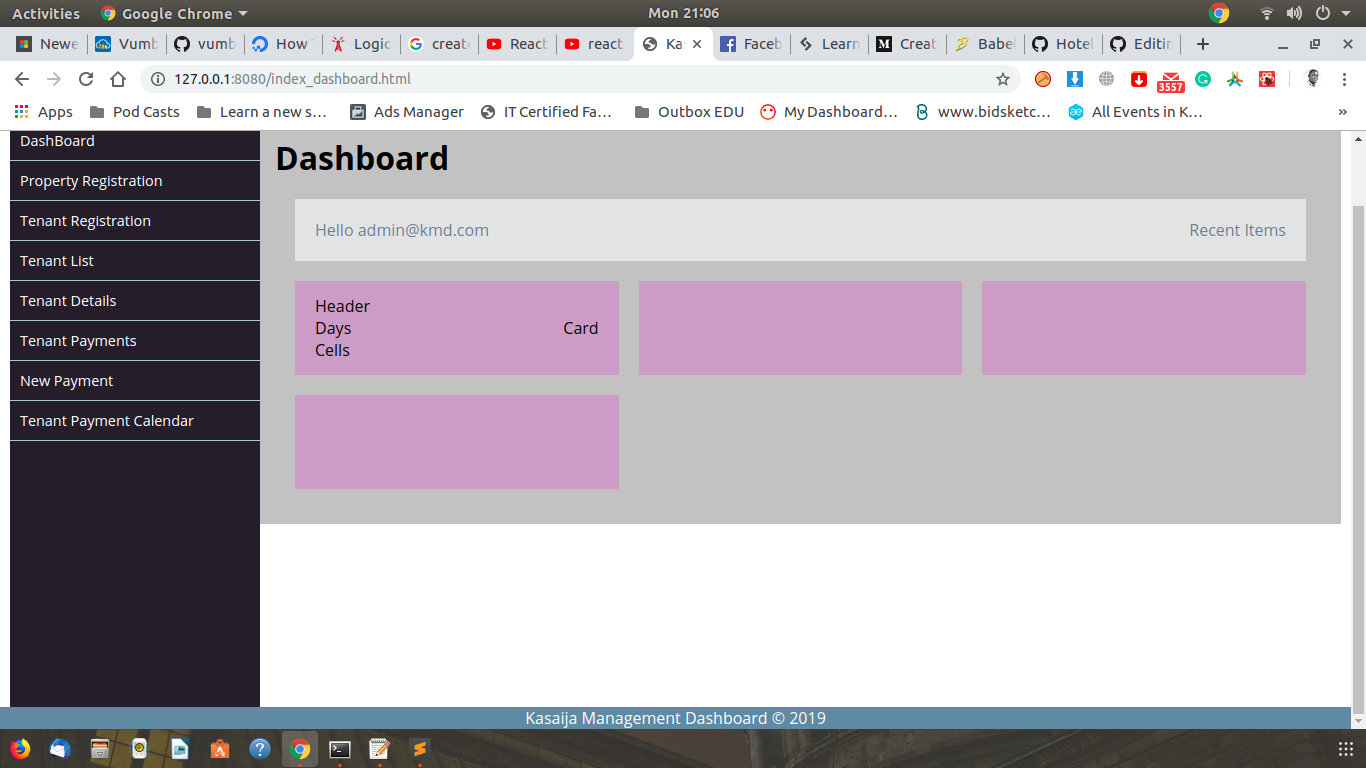 Activities Google Chrome Mon 21:06
Newe Vumb vumb How Logic creat React react Ka Faceb Learn Creat Babel Hotel Editin
127.0.0.1:8080/index_dashboard.html 3557
Apps Pod Casts Learn a new s… Ads Manager IT Certified Fa… Outbox EDU My Dashboard… www.bidsketc… All Events in K… »
DashBoard
Dashboard
Property Registration
Tenant Registration
Tenant List
Tenant Details
Tenant Payments
New Payment
Tenant Payment Calendar
Hello admin@kmd.com Recent Items
Header
Days Card
Cells
Kasaija Management Dashboard © 2019